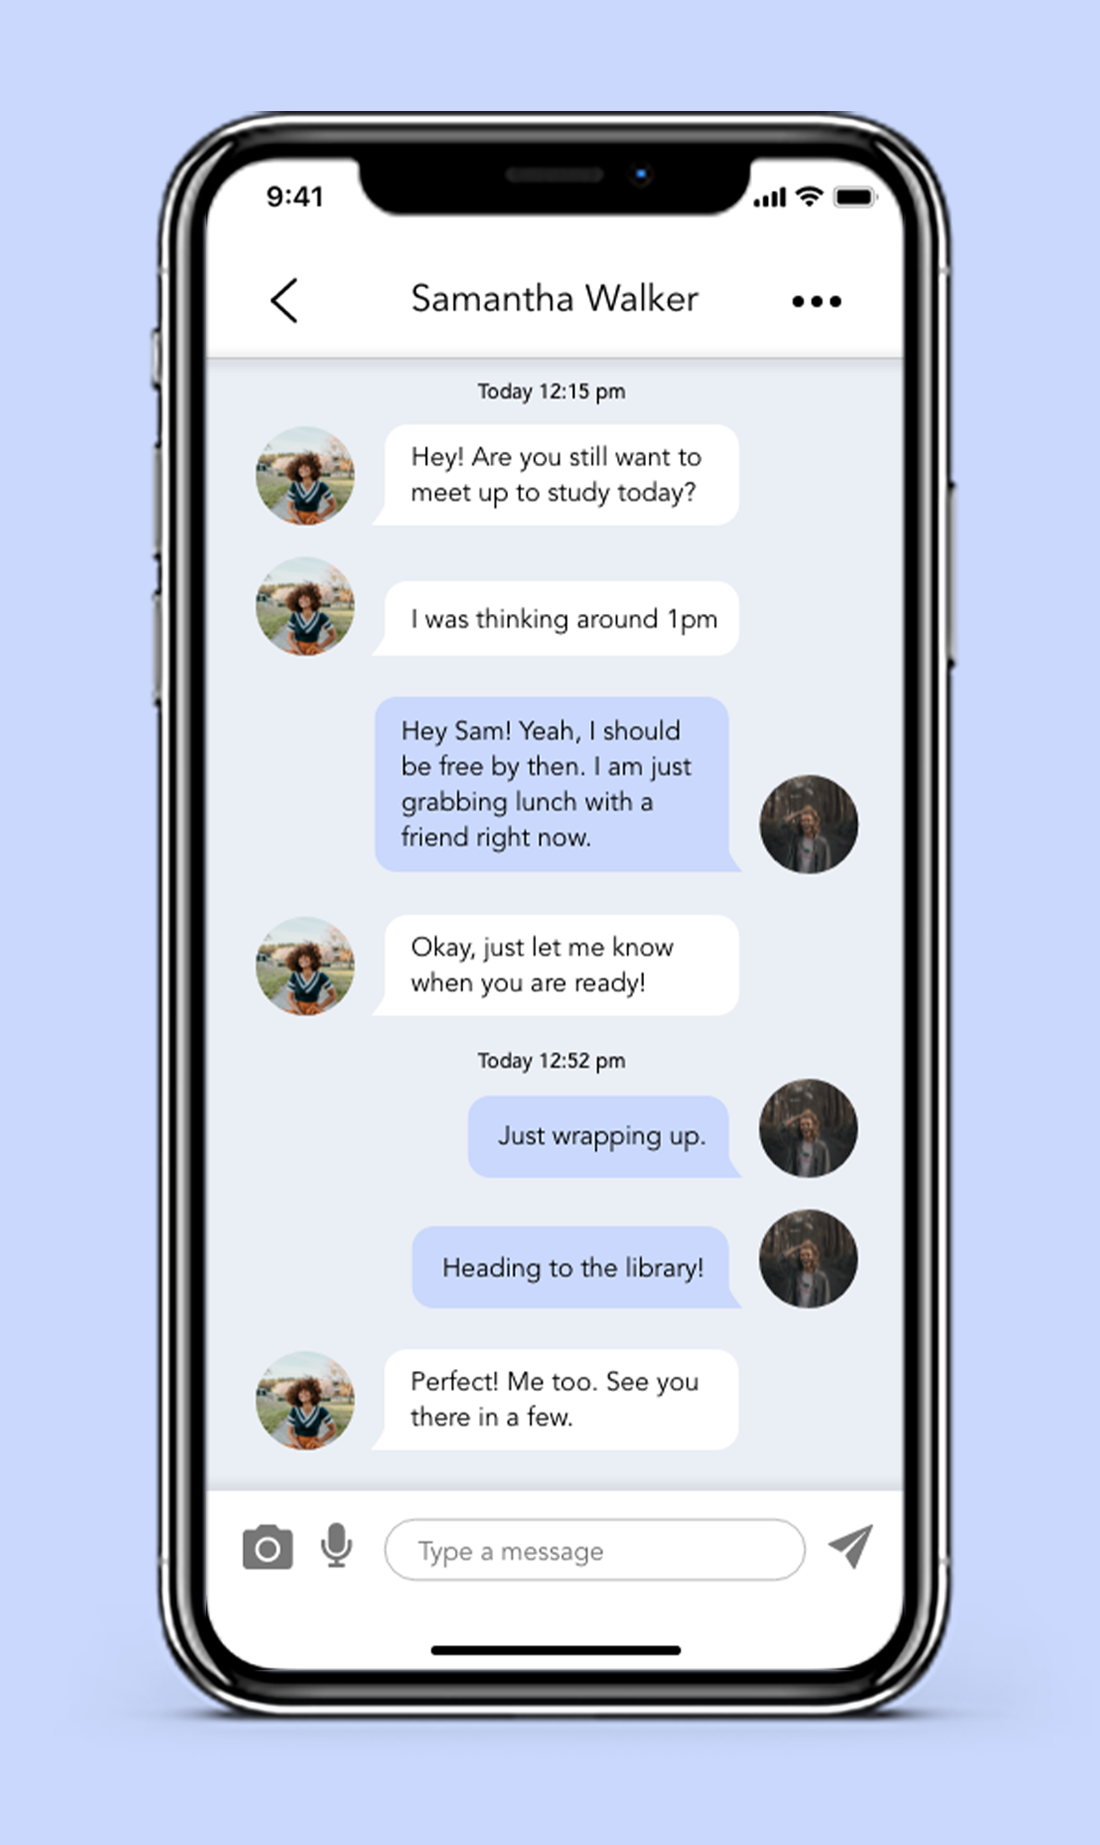 9:41
Samantha Walker
Today 12:15 pm
Hey! Are you still want to
meet up to study today?
I was thinking around 1pm
Hey Sam! Yeah, I should
be free by then. I am just
grabbing lunch with a
friend right now.
Okay, just let me know
when you are ready!
Today 12:52 pm
Just wrapping up.
Heading to the library!
Perfect! Me too. See you
there in a few.
Type a message